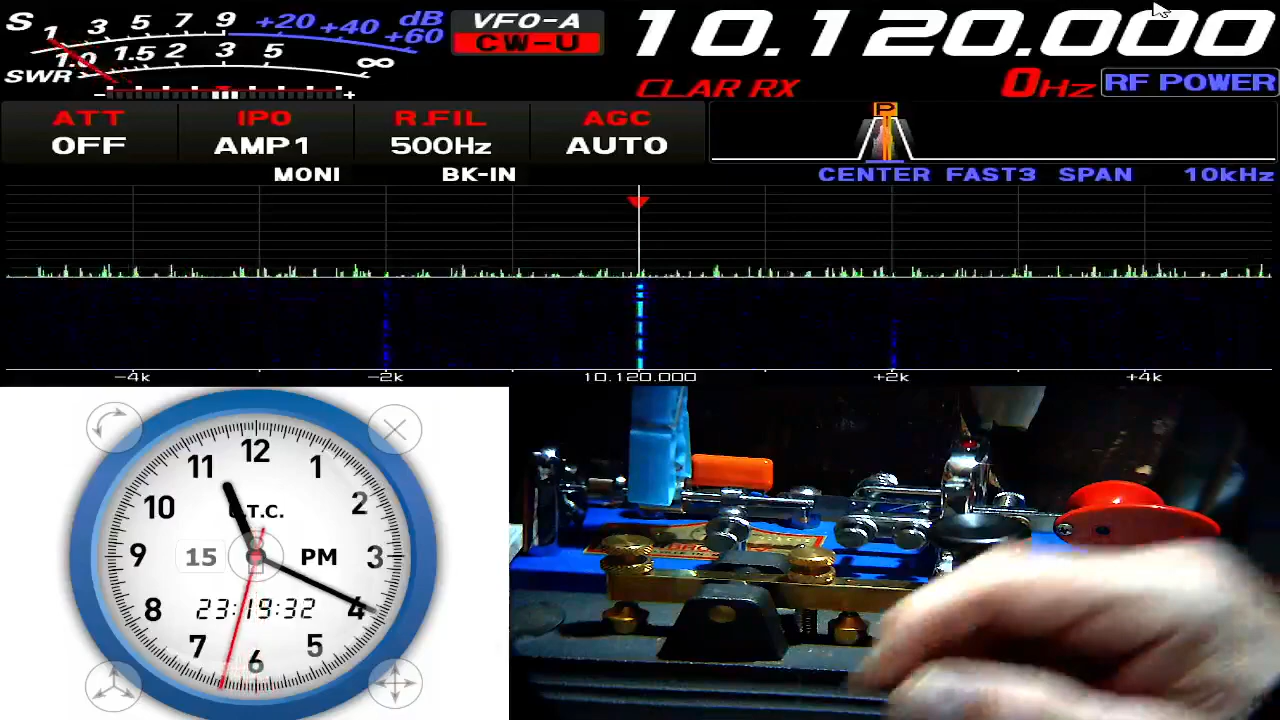 S 1 3 5 7 9 +20 +40 +60 dB
SWR 1.0 1.5 2 3 5 ∞
- +
VFO-A
CW-U
10.120.000
CLAR RX 0Hz RF POWER
ATT IPO R.FIL AGC
OFF AMP1 500Hz AUTO
P
MONI BK-IN CENTER FAST3 SPAN 10kHz
-4k -2k 10.120.000 +2k +4k
12
11 1
10 2
.T.C.
9 15 PM 3
23:19:32
8 4
7 5
6